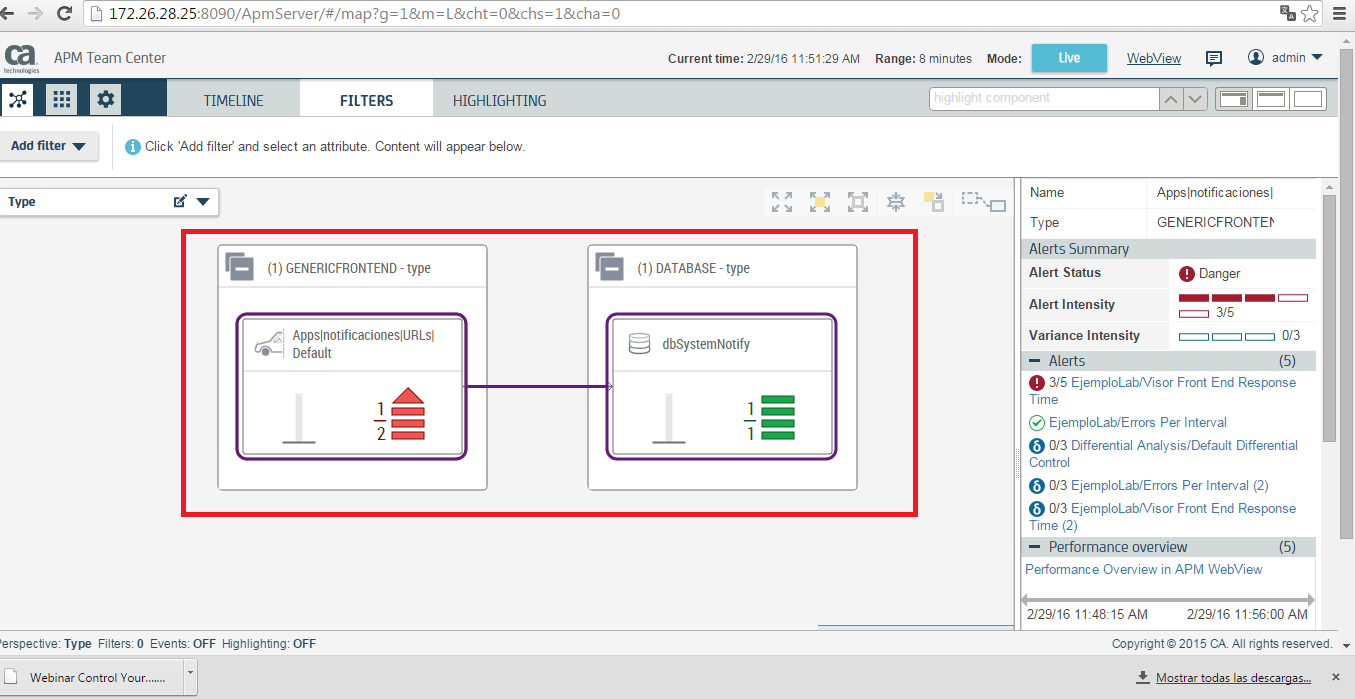 172.26.28.25:8090/ApmServer/#/map?g=1&m=L&cht=0&chs=1&cha=0
ca
technologies
APM Team Center
Current time: 2/29/16 11:51:29 AM Range: 8 minutes Mode: Live WebView admin
TIMELINE FILTERS HIGHLIGHTING
highlight component
Add filter
i Click 'Add filter' and select an attribute. Content will appear below.
Type
(1) GENERICFRONTEND - type
Apps|notificaciones|URLs|
Default
1
2
(1) DATABASE - type
dbSystemNotify
1
1
Name Apps|notificaciones|
Type GENERICFRONTEN
Alerts Summary
Alert Status ! Danger
Alert Intensity
3/5
Variance Intensity 0/3
Alerts (5)
! 3/5 EjemploLab/Visor Front End Response
Time
EjemploLab/Errors Per Interval
δ 0/3 Differential Analysis/Default Differential
Control
δ 0/3 EjemploLab/Errors Per Interval (2)
δ 0/3 EjemploLab/Visor Front End Response
Time (2)
Performance overview (5)
Performance Overview in APM WebView
2/29/16 11:48:15 AM 2/29/16 11:56:00 AM
erspective: Type Filters: 0 Events: OFF Highlighting: OFF
Copyright © 2015 CA. All rights reserved.
Webinar Control Your.......
Mostrar todas las descargas...